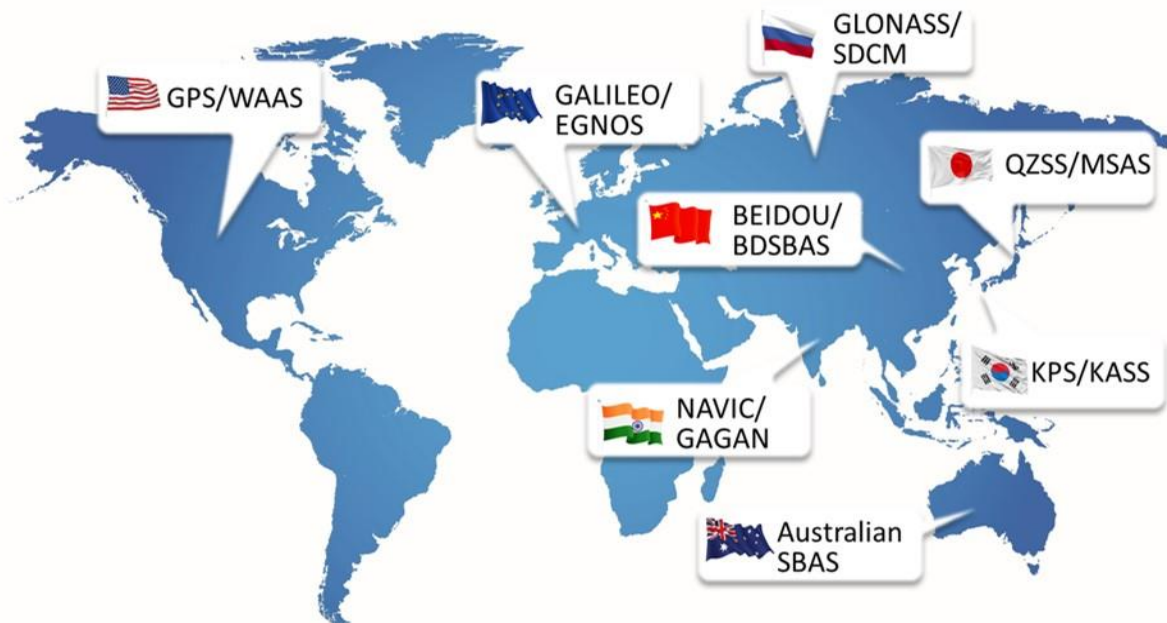 GLONASS/
SDCM
GPS/WAAS
GALILEO/
EGNOS
QZSS/MSAS
BEIDOU/
BDSBAS
KPS/KASS
NAVIC/
GAGAN
Australian
SBAS